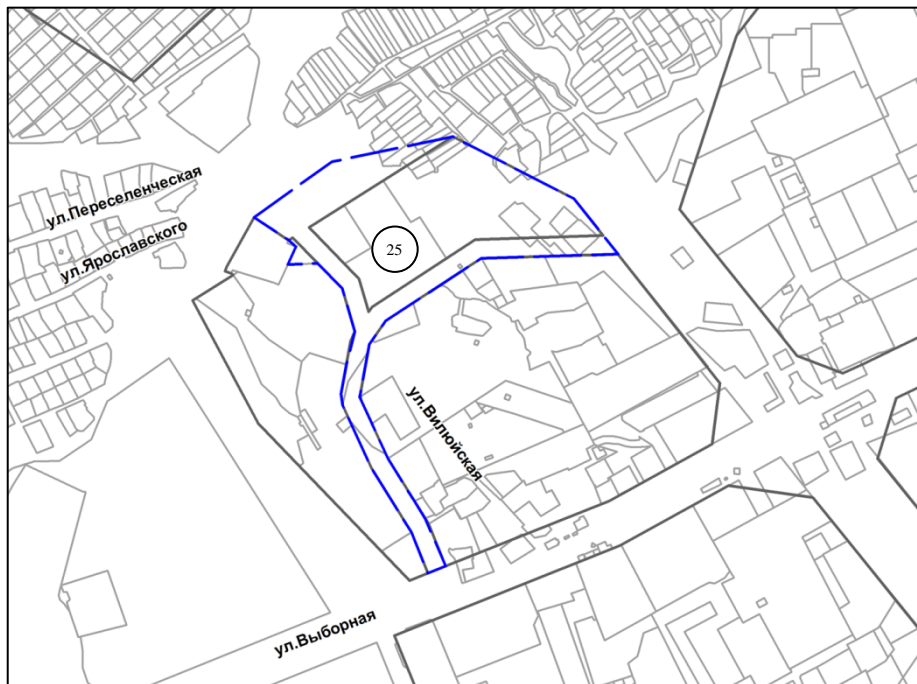 ул.Переселенческая
ул.Ярославского
25
ул.Вилюйская
ул.Выборная